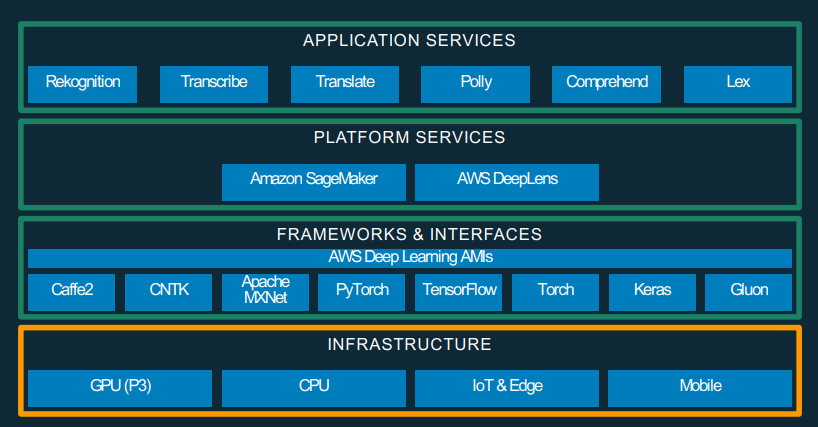 APPLICATION SERVICES
Rekognition Transcribe Translate Polly Comprehend Lex
PLATFORM SERVICES
Amazon SageMaker AWS DeepLens
FRAMEWORKS & INTERFACES
AWS Deep Learning AMIs
Caffe2 CNTK Apache MXNet PyTorch TensorFlow Torch Keras Gluon
INFRASTRUCTURE
GPU (P3) CPU IoT & Edge Mobile